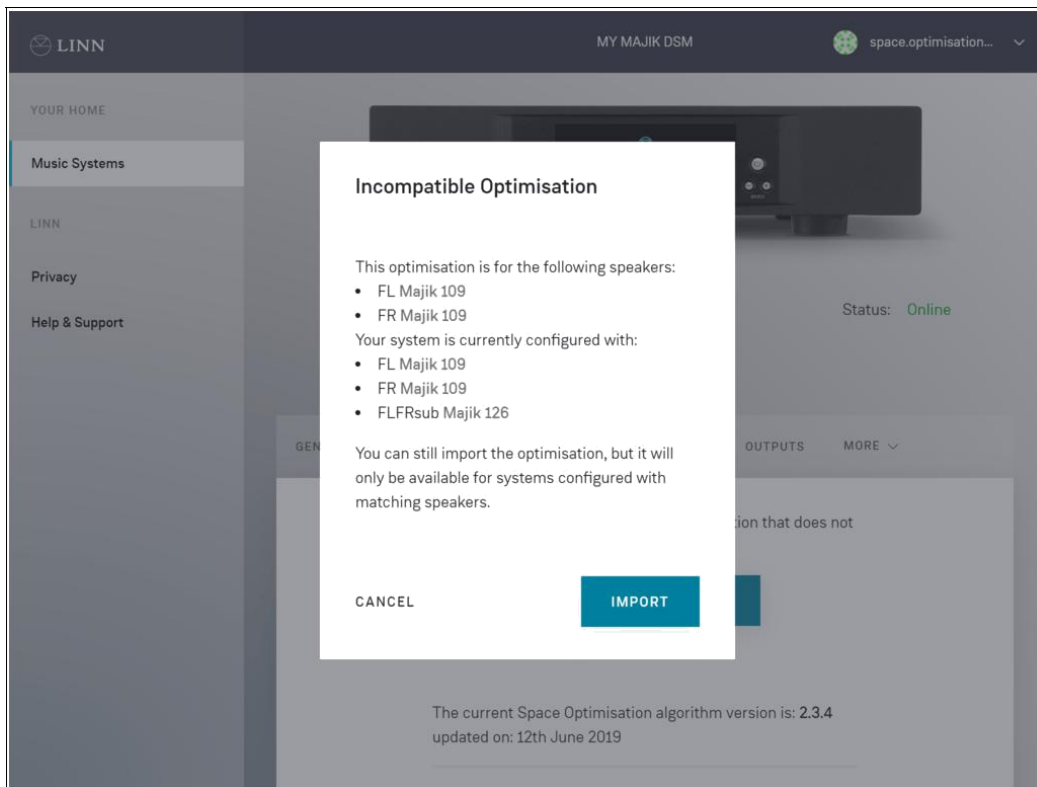 LINN
MY MAJIK DSM
space.optimisation...
YOUR HOME
Music Systems
LINN
Privacy
Help & Support
Status: Online
GEN
OUTPUTS
MORE
Incompatible Optimisation
This optimisation is for the following speakers:
• FL Majik 109
• FR Majik 109
Your system is currently configured with:
• FL Majik 109
• FR Majik 109
• FLFRsub Majik 126
You can still import the optimisation, but it will
only be available for systems configured with
matching speakers.
CANCEL
IMPORT
tion that does not
The current Space Optimisation algorithm version is: 2.3.4
updated on: 12th June 2019